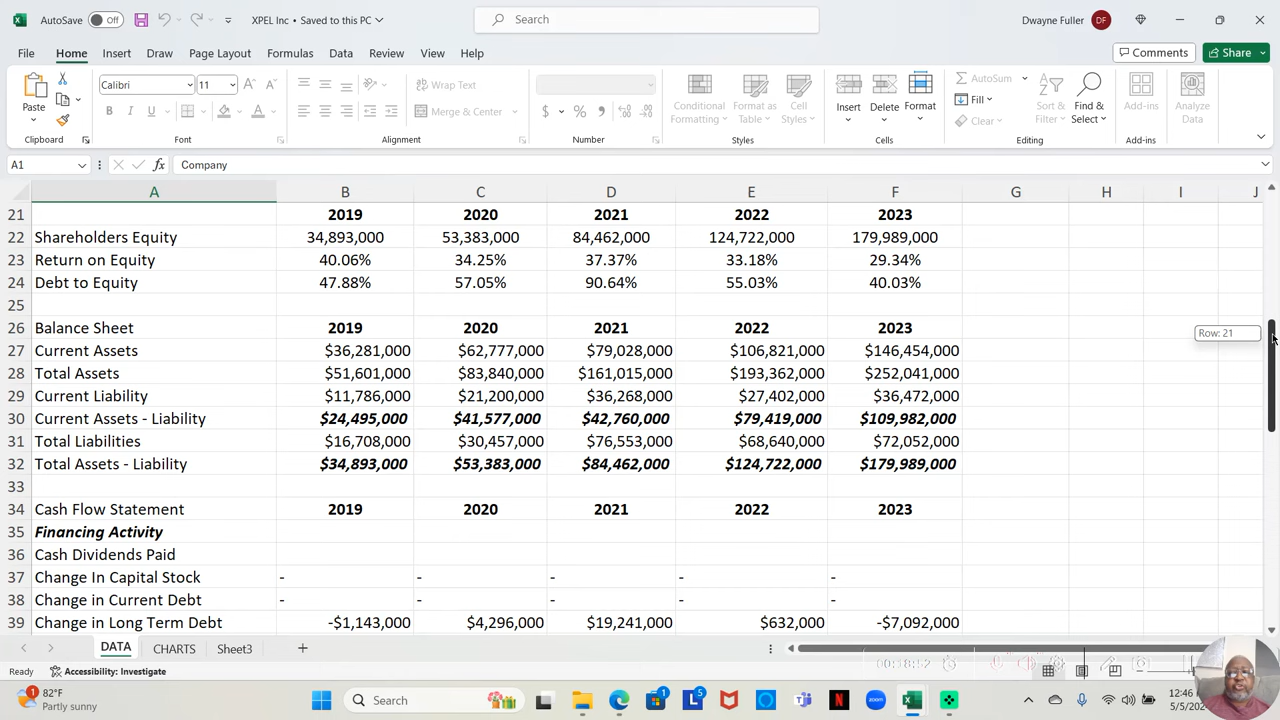 AutoSave Off XPEL Inc • Saved to this PC Search Dwayne Fuller DF
File Home Insert Draw Page Layout Formulas Data Review View Help Comments Share
Paste Calibri 11 Wrap Text Merge & Center Conditional Formatting Format as Table Cell Styles Insert Delete Format AutoSum Fill Clear Sort & Filter Find & Select Add-ins Analyze Data
Clipboard Font Alignment Number Styles Cells Editing Add-ins
A1 fx Company
A B C D E F G H I J
21 2019 2020 2021 2022 2023
22 Shareholders Equity 34,893,000 53,383,000 84,462,000 124,722,000 179,989,000
23 Return on Equity 40.06% 34.25% 37.37% 33.18% 29.34%
24 Debt to Equity 47.88% 57.05% 90.64% 55.03% 40.03%
25
26 Balance Sheet 2019 2020 2021 2022 2023
Row: 21
27 Current Assets $36,281,000 $62,777,000 $79,028,000 $106,821,000 $146,454,000
28 Total Assets $51,601,000 $83,840,000 $161,015,000 $193,362,000 $252,041,000
29 Current Liability $11,786,000 $21,200,000 $36,268,000 $27,402,000 $36,472,000
30 Current Assets - Liability $24,495,000 $41,577,000 $42,760,000 $79,419,000 $109,982,000
31 Total Liabilities $16,708,000 $30,457,000 $76,553,000 $68,640,000 $72,052,000
32 Total Assets - Liability $34,893,000 $53,383,000 $84,462,000 $124,722,000 $179,989,000
33
34 Cash Flow Statement 2019 2020 2021 2022 2023
35 Financing Activity
36 Cash Dividends Paid
37 Change In Capital Stock - - - - -
38 Change in Current Debt - - - - -
39 Change in Long Term Debt -$1,143,000 $4,296,000 $19,241,000 $632,000 -$7,092,000
DATA CHARTS Sheet3
Ready Accessibility: Investigate 00:18:52
82°F
Partly sunny
Search
12:46